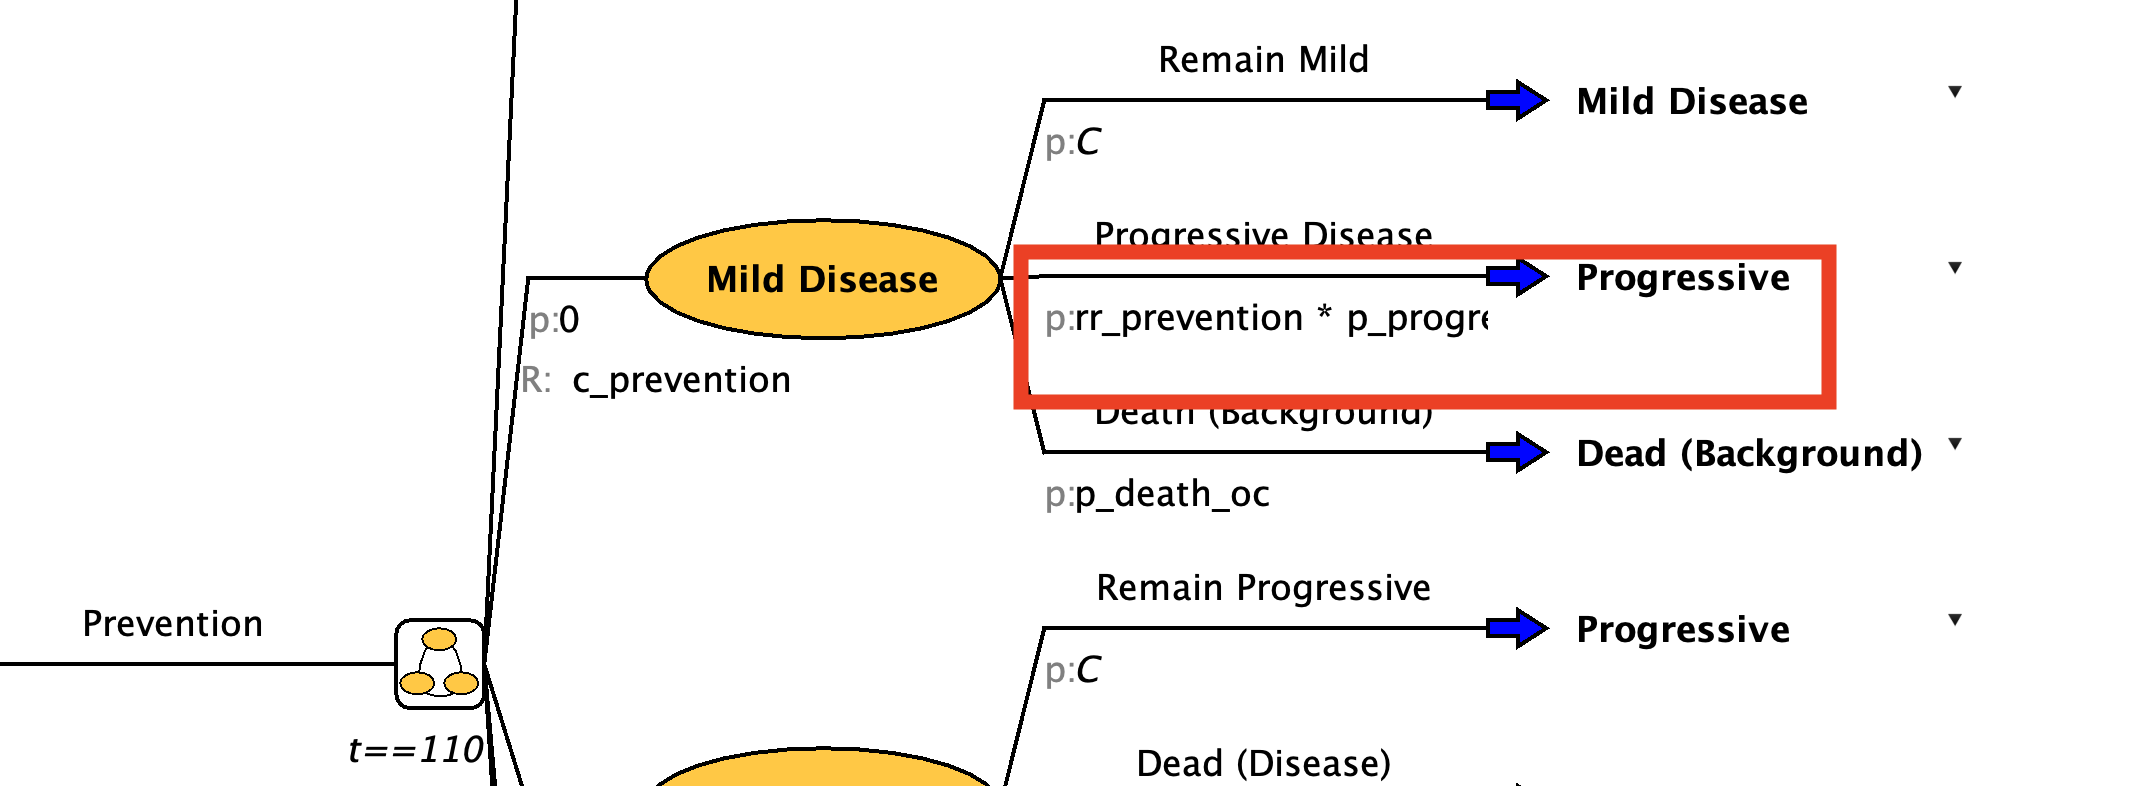 Remain Mild
Mild Disease
p:C
Progressive Disease
Mild Disease
Progressive
p:0
p:rr_prevention * p_progre
R: c_prevention
Death (Background)
Dead (Background)
p:p_death_oc
Remain Progressive
Prevention
Progressive
p:C
t==110
Dead (Disease)